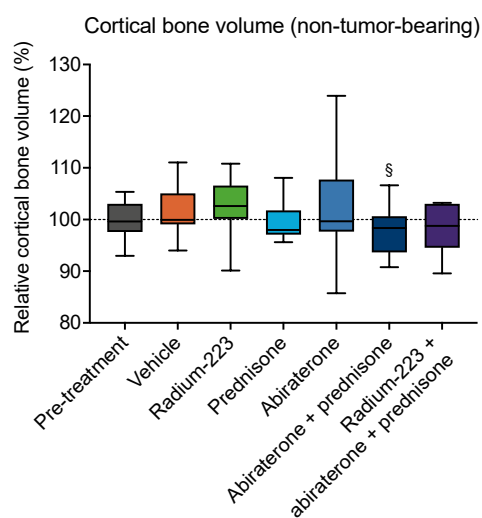 Cortical bone volume (non-tumor-bearing)
Relative cortical bone volume (%)
130
120
110
100
90
80
§
Pre-treatment
Vehicle
Radium-223
Prednisone
Abiraterone
Abiraterone + prednisone
Radium-223 +
abiraterone + prednisone